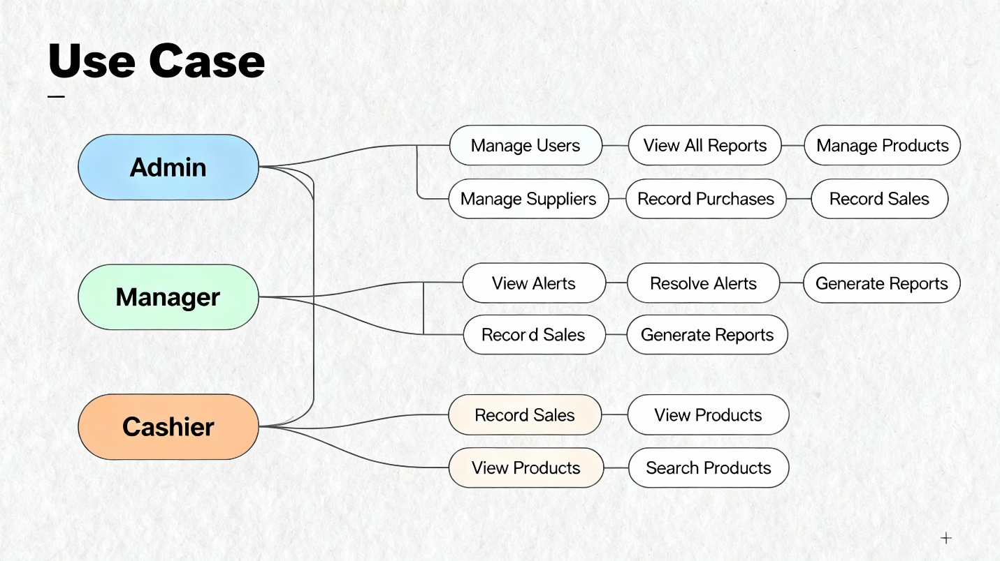 Use Case
Admin
Manage Users
View All Reports
Manage Products
Manage Suppliers
Record Purchases
Record Sales
Manager
View Alerts
Resolve Alerts
Generate Reports
Record Sales
Generate Reports
Cashier
Record Sales
View Products
View Products
Search Products